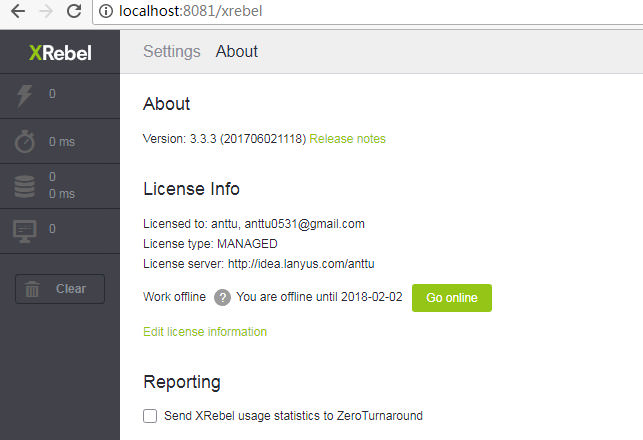 localhost:8081/xrebel
XRebel
Settings About
0
0 ms
0
0 ms
0
Clear
About
Version: 3.3.3 (201706021118) Release notes
License Info
Licensed to: anttu, anttu0531@gmail.com
License type: MANAGED
License server: http://idea.lanyus.com/anttu
Work offline ? You are offline until 2018-02-02 Go online
Edit license information
Reporting
Send XRebel usage statistics to ZeroTurnaround